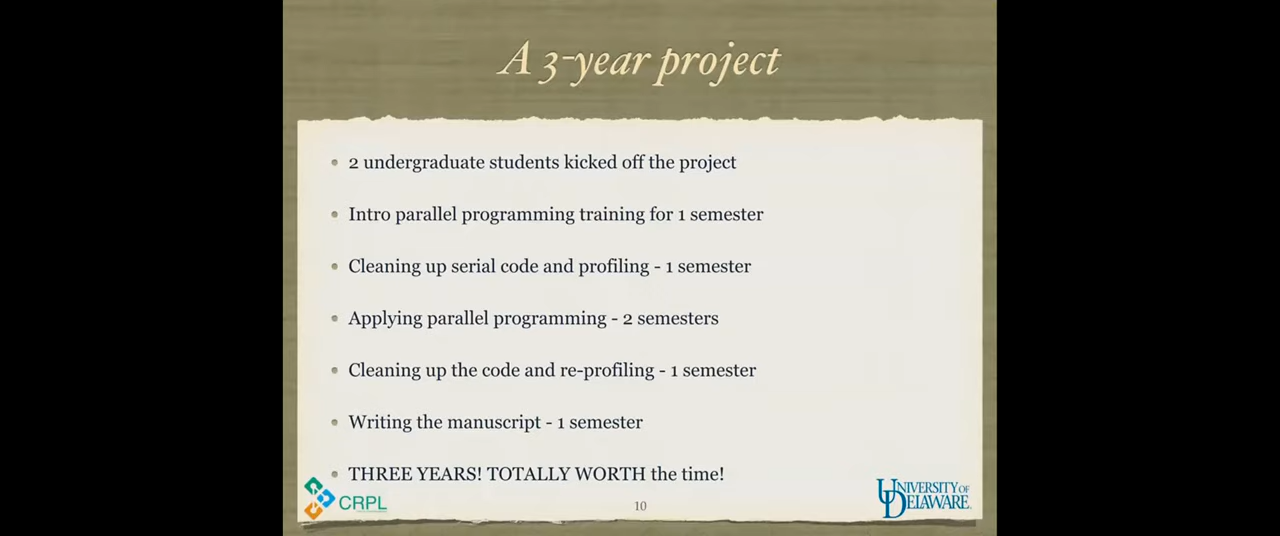 A 3-year project
2 undergraduate students kicked off the project
Intro parallel programming training for 1 semester
Cleaning up serial code and profiling - 1 semester
Applying parallel programming - 2 semesters
Cleaning up the code and re-profiling - 1 semester
Writing the manuscript - 1 semester
THREE YEARS! TOTALLY WORTH the time!
CRPL
10
UNIVERSITY OF
DELAWARE.